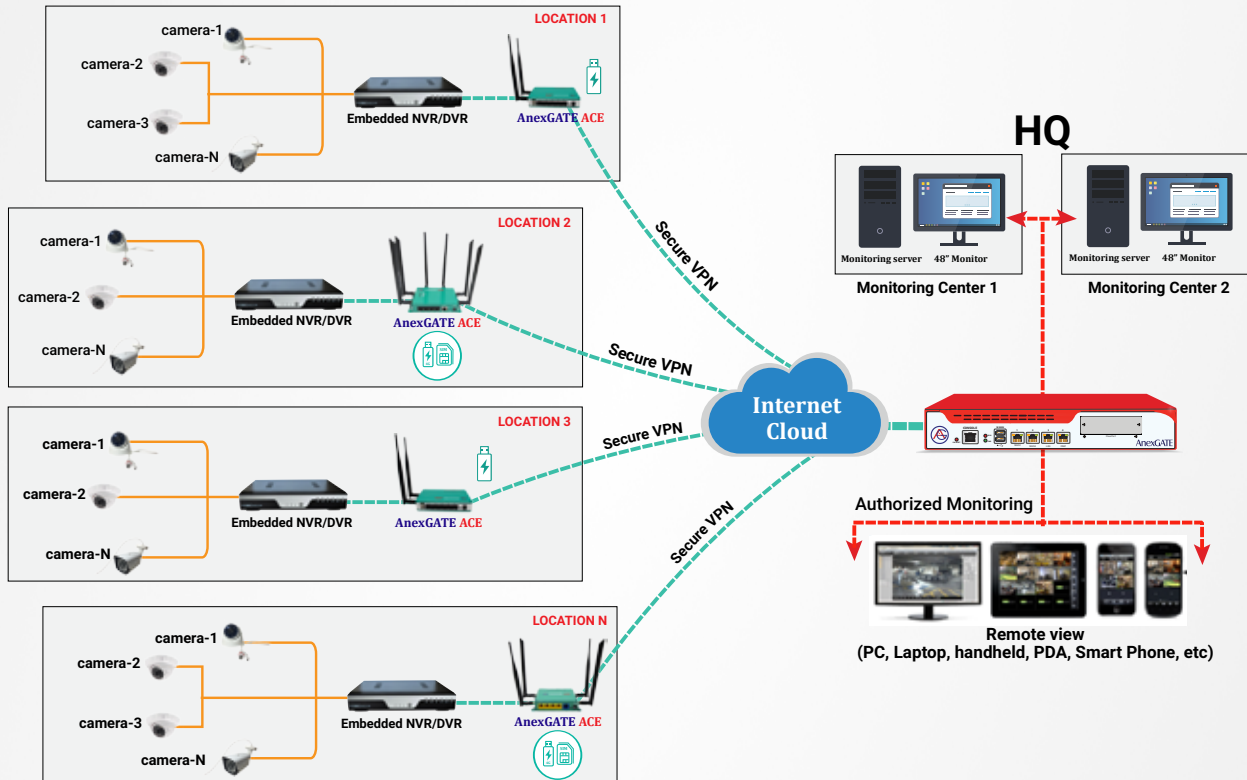 LOCATION 1
camera-1
camera-2
camera-3
camera-N
Embedded NVR/DVR
AnexGATE ACE
Secure VPN
LOCATION 2
camera-1
camera-2
camera-N
Embedded NVR/DVR
AnexGATE ACE
Secure VPN
LOCATION 3
camera-1
camera-2
camera-N
Embedded NVR/DVR
AnexGATE ACE
Secure VPN
LOCATION N
camera-1
camera-2
camera-3
camera-N
Embedded NVR/DVR
AnexGATE ACE
Secure VPN
Internet
Cloud
HQ
Monitoring server 48" Monitor
Monitoring Center 1
Monitoring server 48" Monitor
Monitoring Center 2
AnexGATE
Authorized Monitoring
Remote view
(PC, Laptop, handheld, PDA, Smart Phone, etc)